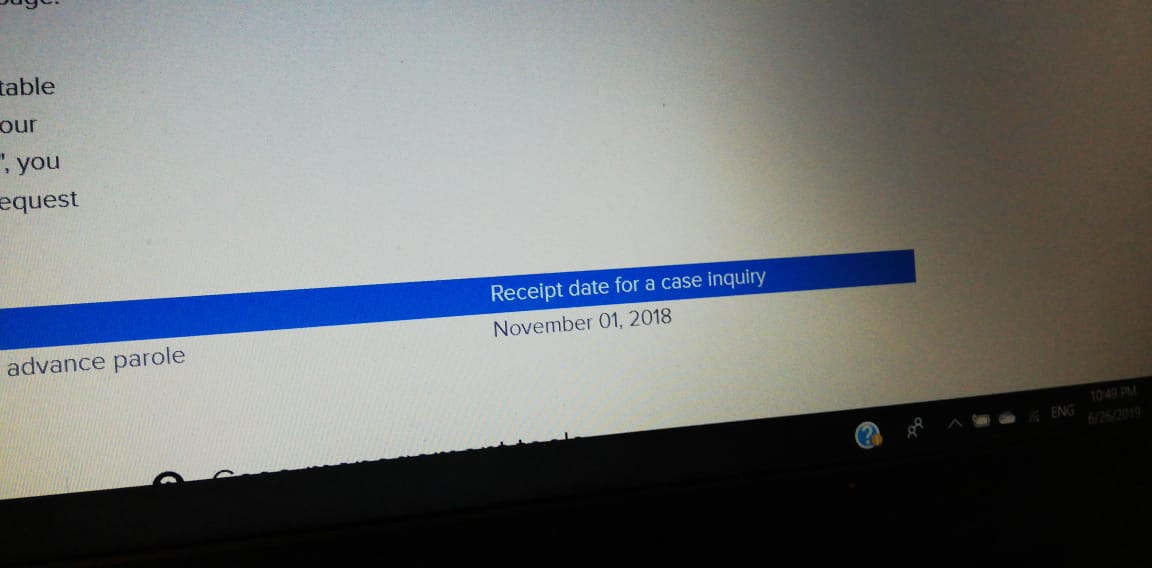 table
our
", you
equest
Receipt date for a case inquiry
November 01, 2018
advance parole
ENG
10:49 PM
6/26/2019